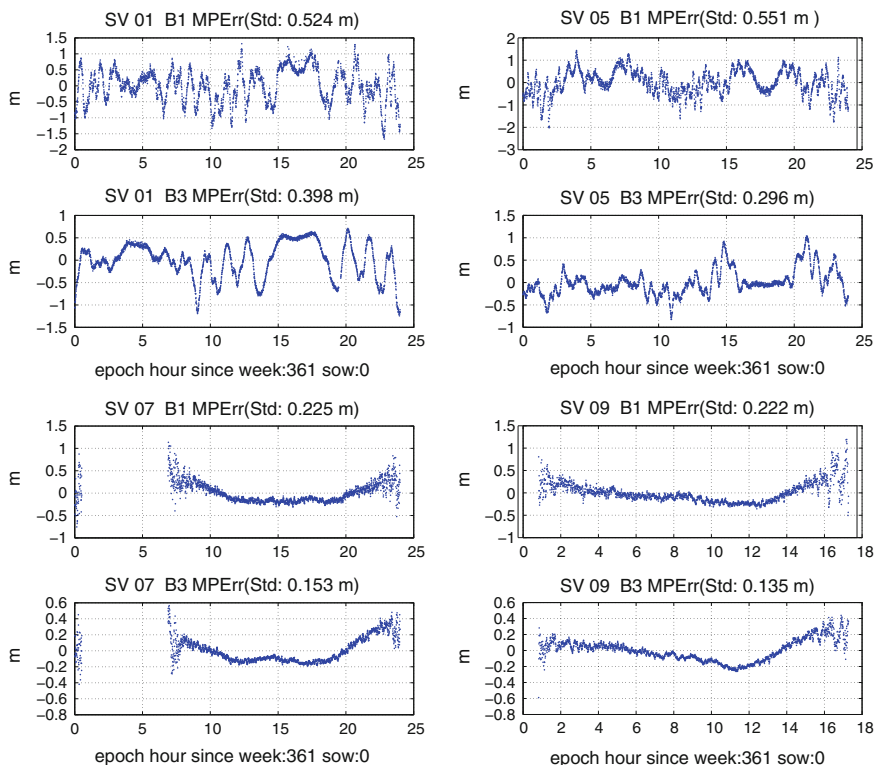 SV 01 B1 MPErr(Std: 0.524 m)
1.5
1
0.5
0
−0.5
−1
−1.5
−2
m
0 5 10 15 20 25
SV 05 B1 MPErr(Std: 0.551 m )
2
1
0
−1
−2
−3
m
0 5 10 15 20 25
SV 01 B3 MPErr(Std: 0.398 m)
1
0.5
0
−0.5
−1
−1.5
m
0 5 10 15 20 25
epoch hour since week:361 sow:0
SV 05 B3 MPErr(Std: 0.296 m)
1.5
1
0.5
0
−0.5
−1
m
0 5 10 15 20 25
epoch hour since week:361 sow:0
SV 07 B1 MPErr(Std: 0.225 m)
1.5
1
0.5
0
−0.5
−1
m
0 5 10 15 20 25
SV 09 B1 MPErr(Std: 0.222 m)
1.5
1
0.5
0
−0.5
−1
m
0 2 4 6 8 10 12 14 16 18
SV 07 B3 MPErr(Std: 0.153 m)
0.6
0.4
0.2
0
−0.2
−0.4
−0.6
−0.8
m
0 5 10 15 20 25
epoch hour since week:361 sow:0
SV 09 B3 MPErr(Std: 0.135 m)
0.6
0.4
0.2
0
−0.2
−0.4
−0.6
−0.8
m
0 2 4 6 8 10 12 14 16 18
epoch hour since week:361 sow:0